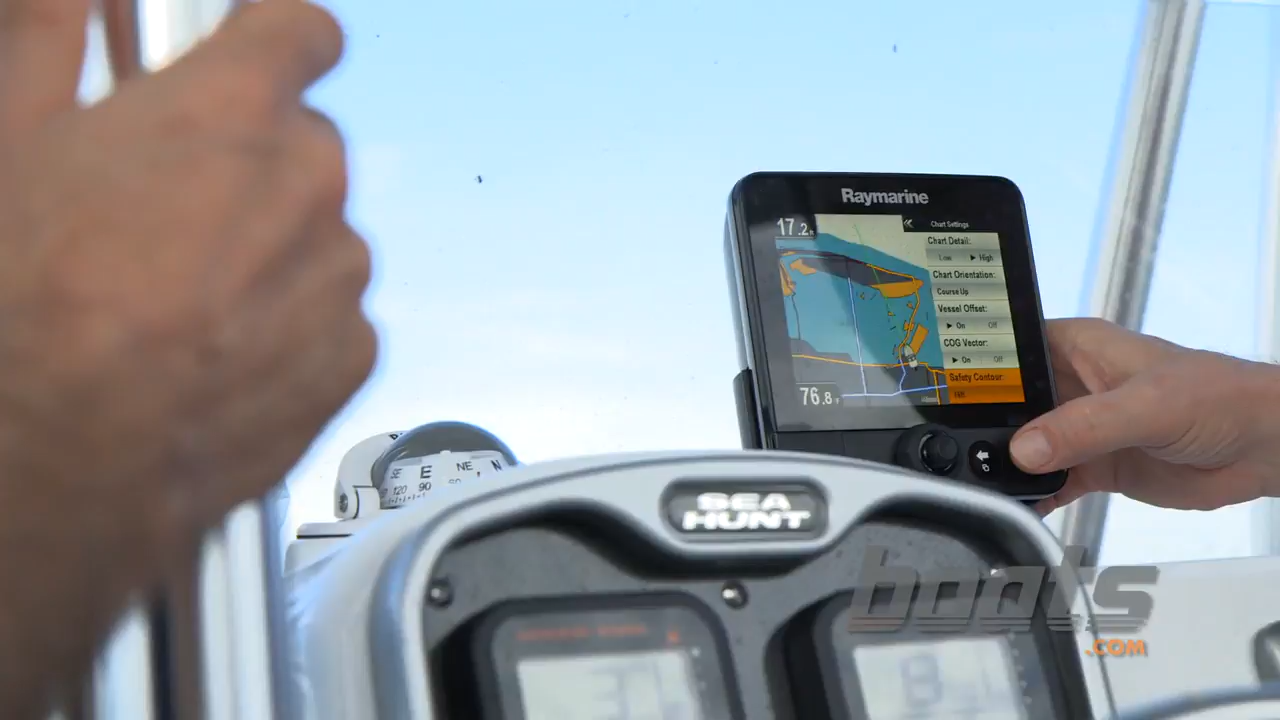 Raymarine
17.2
Chart Settings
Chart Detail:
Low ▶ High
Chart Orientation:
Course Up
Vessel Offset:
▶ On Off
COG Vector:
▶ On Off
Safety Contour:
76.8
SE E NE N
120 90
SEA
HUNT
boats
.COM